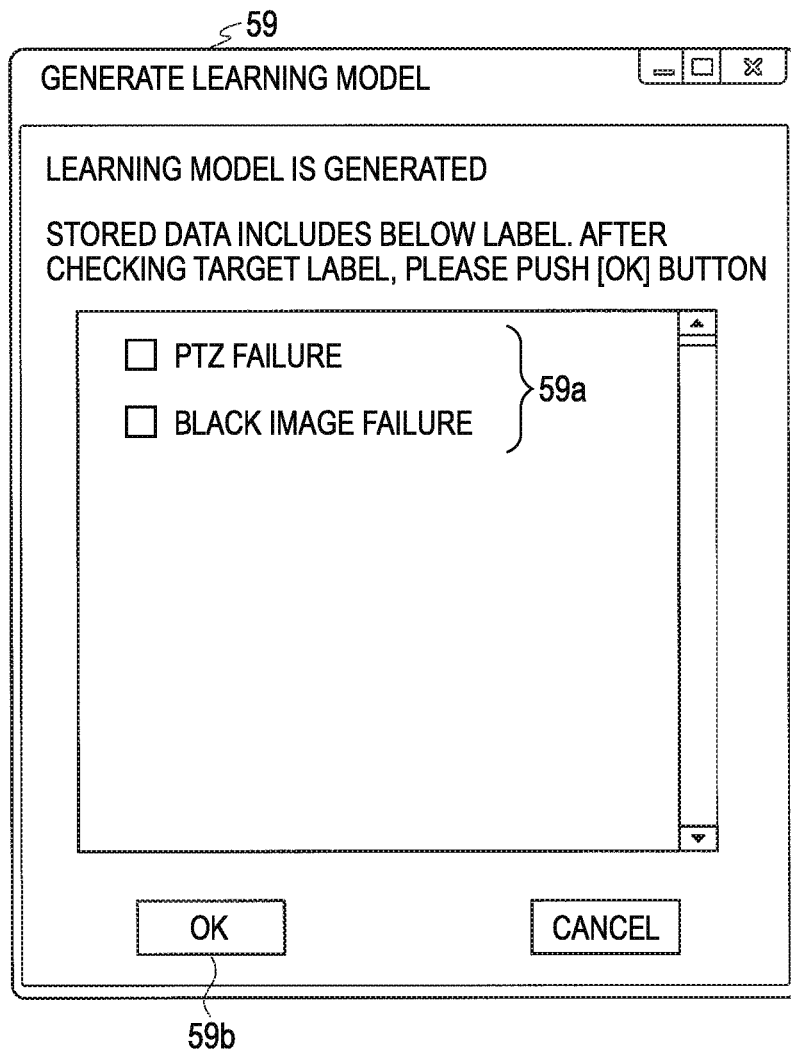 59
GENERATE LEARNING MODEL
LEARNING MODEL IS GENERATED
STORED DATA INCLUDES BELOW LABEL. AFTER
CHECKING TARGET LABEL, PLEASE PUSH [OK] BUTTON
PTZ FAILURE
59a
BLACK IMAGE FAILURE
OK
CANCEL
59b